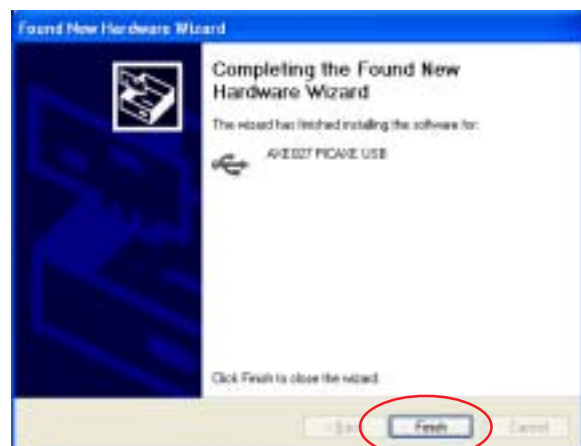 Found New Hardware Wizard
Completing the Found New
Hardware Wizard
The wizard has finished installing the software for:
AXE027 PICAXE USB
Click Finish to close the wizard.
< Back Finish Cancel